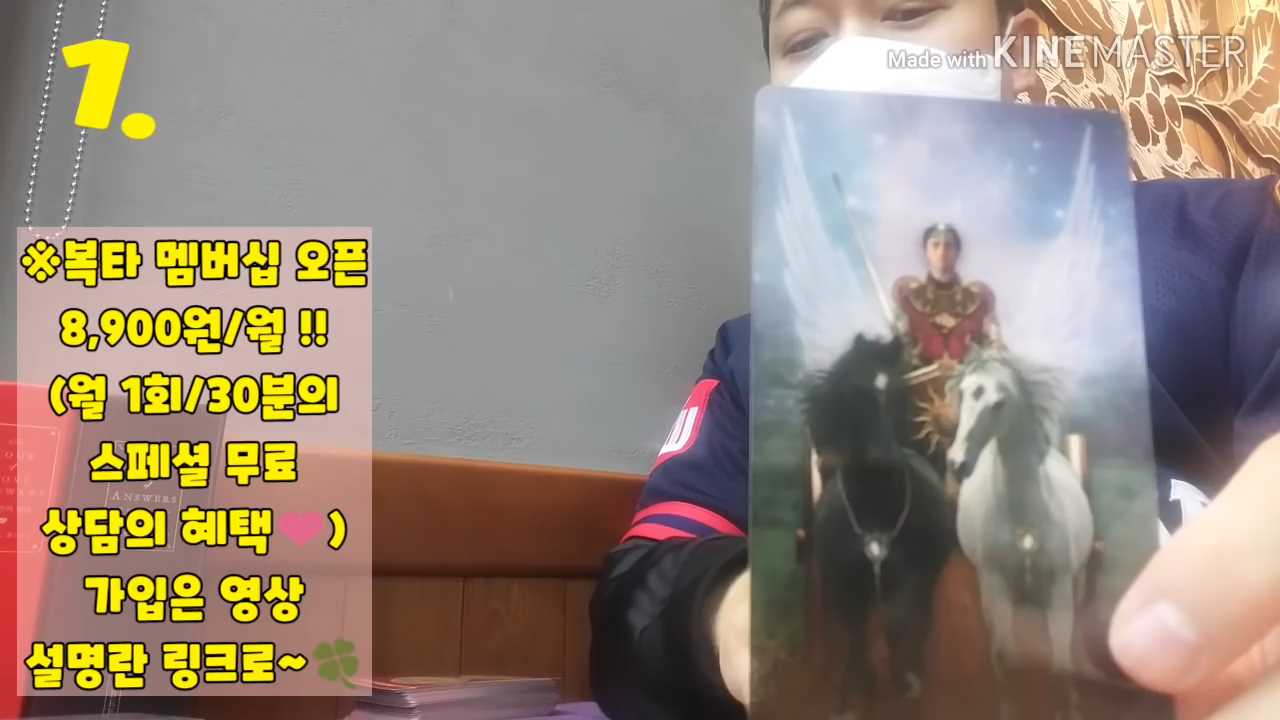 1.
Made with KINEMASTER
※복타 멤버십 오픈
8,900원/월 !!
(월 1회/30분의
스페셜 무료
상담의 혜택❤)
가입은 영상
설명란 링크로~🍀
ANSWERS